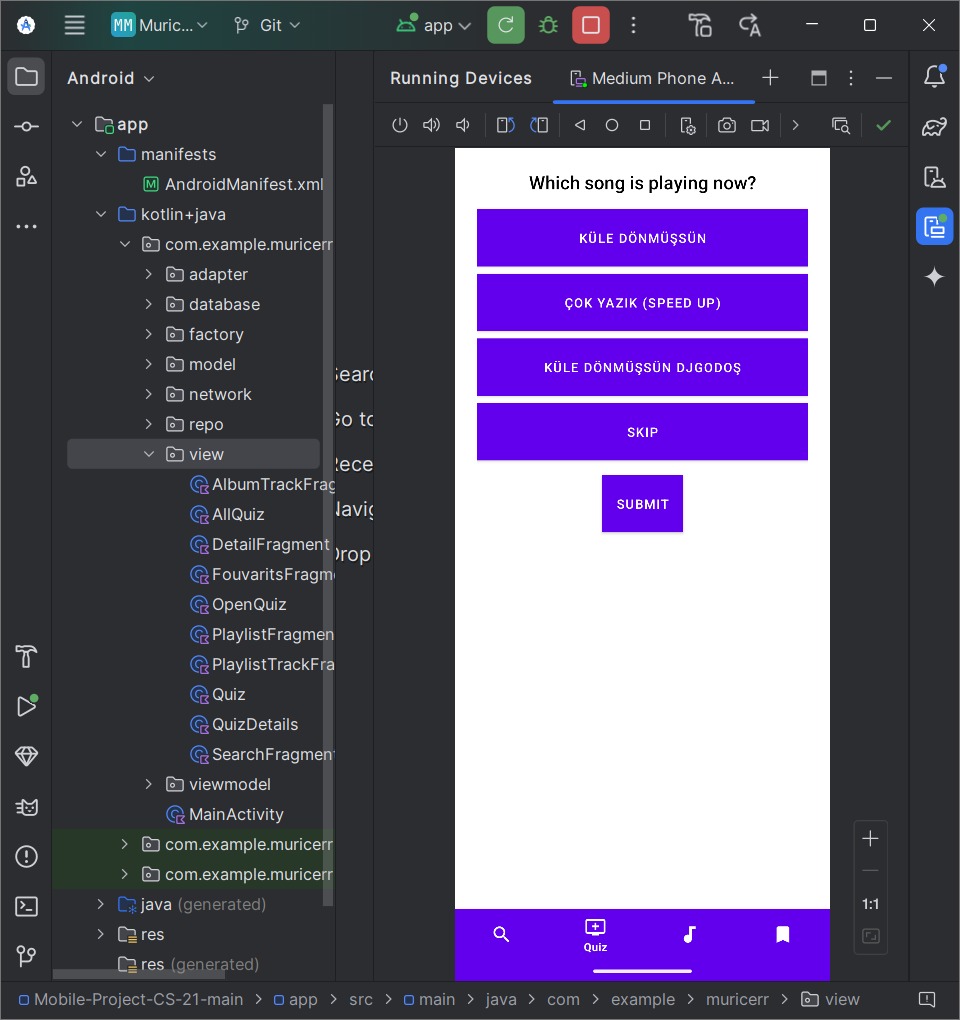 MM Muric... Git app
Android
Running Devices
Medium Phone A...
app
manifests
AndroidManifest.xml
kotlin+java
com.example.muricerr
adapter
database
factory
model
network
repo
view
AlbumTrackFrag
AllQuiz
DetailFragment
FouvaritsFragm
OpenQuiz
PlaylistFragmen
PlaylistTrackFra
Quiz
QuizDetails
SearchFragment
viewmodel
MainActivity
com.example.muricerr
com.example.muricerr
java (generated)
res
res (generated)
Searc
Go to
Rece
Navig
Drop
Which song is playing now?
KÜLE DÖNMÜŞSÜN
ÇOK YAZIK (SPEED UP)
KÜLE DÖNMÜŞSÜN DJGODOŞ
SKIP
SUBMIT
Quiz
1:1
Mobile-Project-CS-21-main > app > src > main > java > com > example > muricerr > view